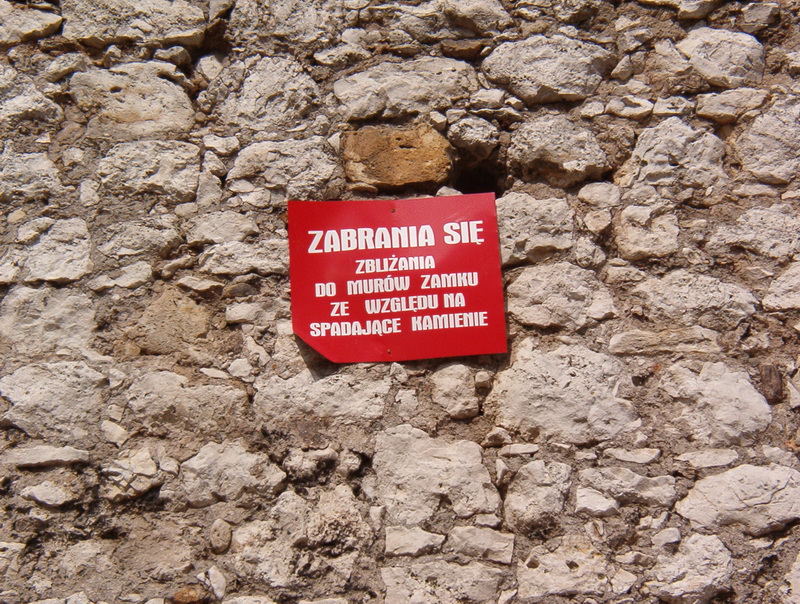 ZABRANIA SIĘ
ZBLIŻANIA
DO MURÓW ZAMKU
ZE WZGLĘDU NA
SPADAJĄCE KAMIENIE